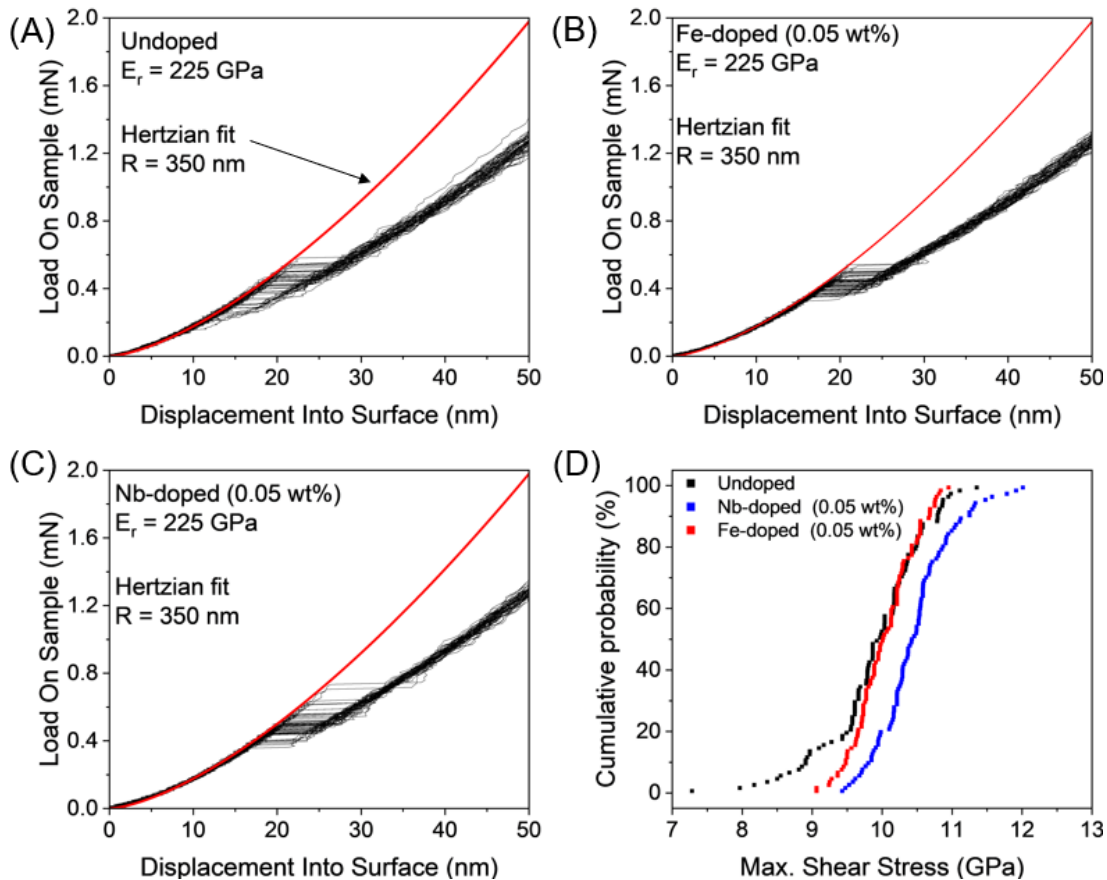 (A)
Undoped
E_r = 225 GPa
Hertzian fit
R = 350 nm
Load On Sample (mN)
2.0
1.6
1.2
0.8
0.4
0.0
0 10 20 30 40 50
Displacement Into Surface (nm)
(B)
Fe-doped (0.05 wt%)
E_r = 225 GPa
Hertzian fit
R = 350 nm
Load On Sample (mN)
2.0
1.6
1.2
0.8
0.4
0.0
0 10 20 30 40 50
Displacement Into Surface (nm)
(C)
Nb-doped (0.05 wt%)
E_r = 225 GPa
Hertzian fit
R = 350 nm
Load On Sample (mN)
2.0
1.6
1.2
0.8
0.4
0.0
0 10 20 30 40 50
Displacement Into Surface (nm)
(D)
Undoped
Nb-doped (0.05 wt%)
Fe-doped (0.05 wt%)
Cumulative probability (%)
100
80
60
40
20
0
7 8 9 10 11 12 13
Max. Shear Stress (GPa)